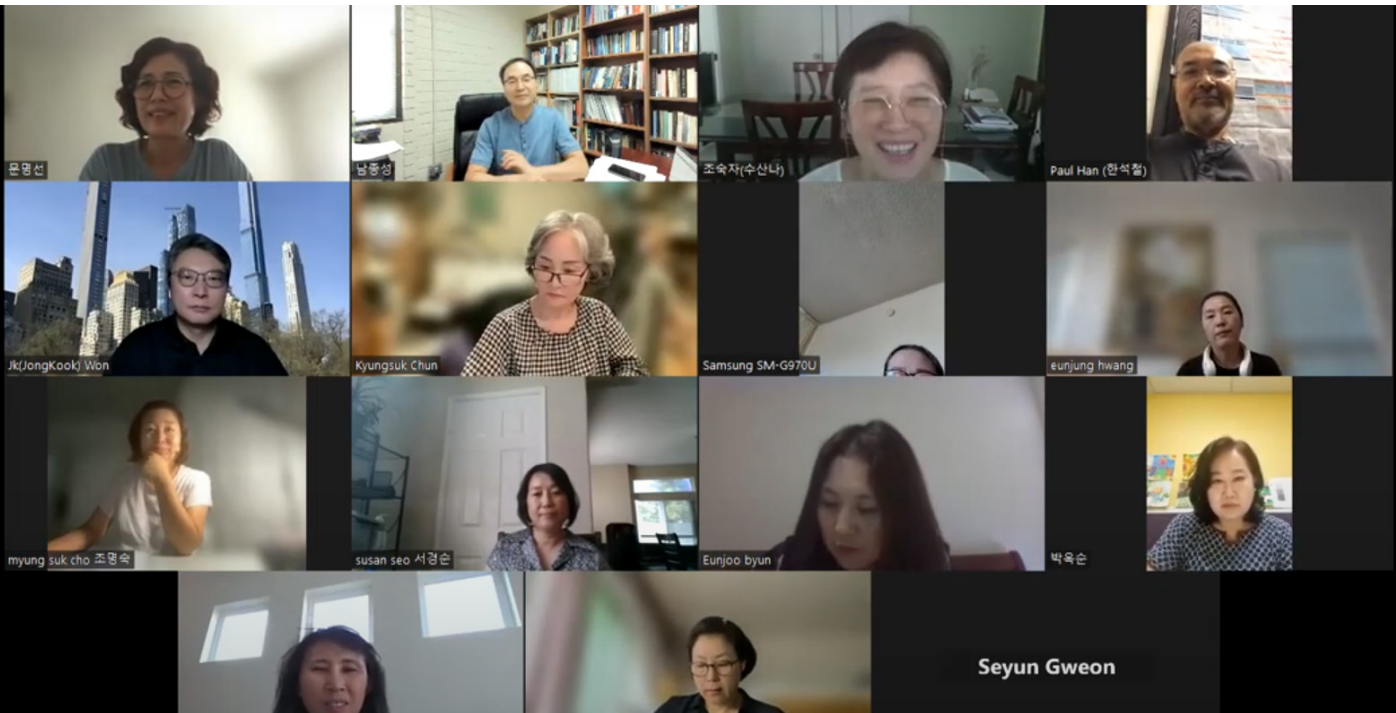 문명선
남종성
조숙자(수산나)
Paul Han (한석철)
Jk(JongKook) Won
Kyungsuk Chun
Samsung SM-G970U
eunjung hwang
myung suk cho 조명숙
susan seo 서경순
Eunjoo byun
박옥순
Seyun Gweon